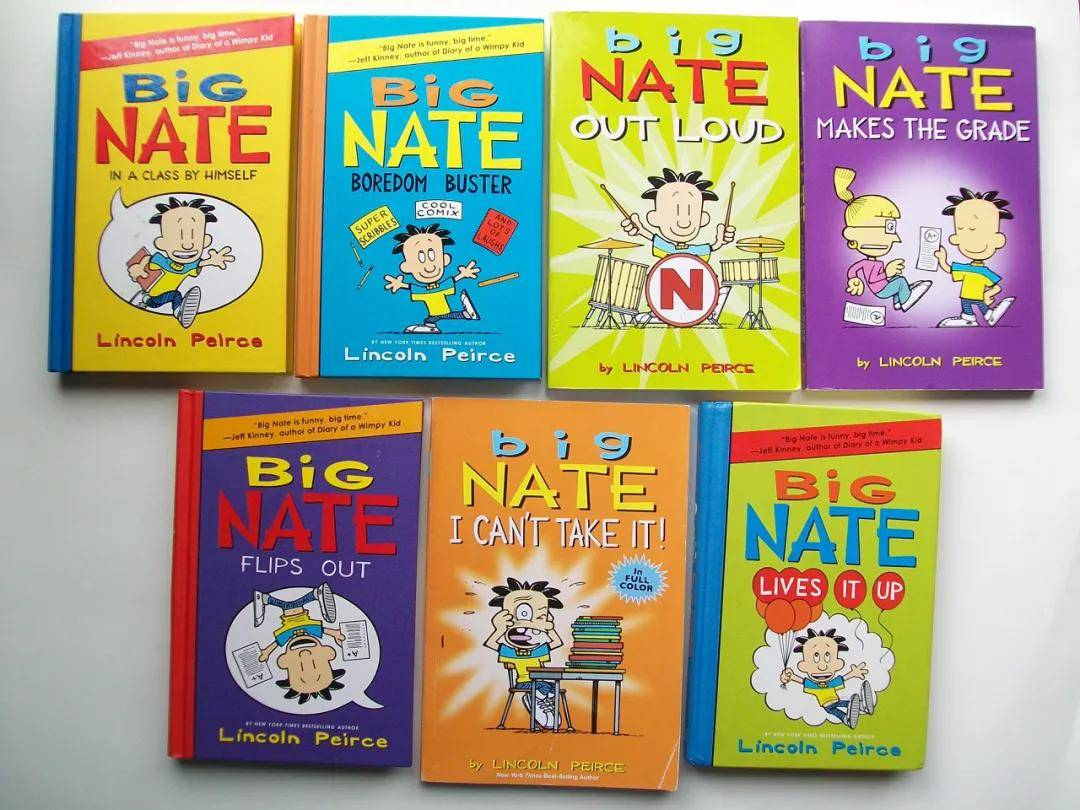 "Big Nate is funny, big time."
—Jeff Kinney, author of Diary of a Wimpy Kid
BiG
NATE
IN A CLASS BY HIMSELF
Lincoln Peirce
"Big Nate is funny, big time."
—Jeff Kinney, author of Diary of a Wimpy Kid
BiG
NATE
BOREDOM BUSTER
SUPER
SCRIBBLES
COOL
COMIX
AND
LOTS
OF
LAUGHS
BY NEW YORK TIMES BESTSELLING AUTHOR
Lincoln Peirce
big
NATE
OUT LOUD
N
by LINCOLN PEIRCE
big
NATE
MAKES THE GRADE
A+
by LINCOLN PEIRCE
"Big Nate is funny, big time."
—Jeff Kinney, author of Diary of a Wimpy Kid
BiG
NATE
FLIPS OUT
A+
A+
BY NEW YORK TIMES BESTSELLING AUTHOR
Lincoln Peirce
big
NATE
I CAN'T TAKE IT!
In
FULL
COLOR
by LINCOLN PEIRCE
New York Times Best-Selling Author
"Big Nate is funny, big time."
—Jeff Kinney, author of Diary of a Wimpy Kid
BiG
NATE
LIVES IT UP
BY NEW YORK TIMES BESTSELLING AUTHOR
Lincoln Peirce